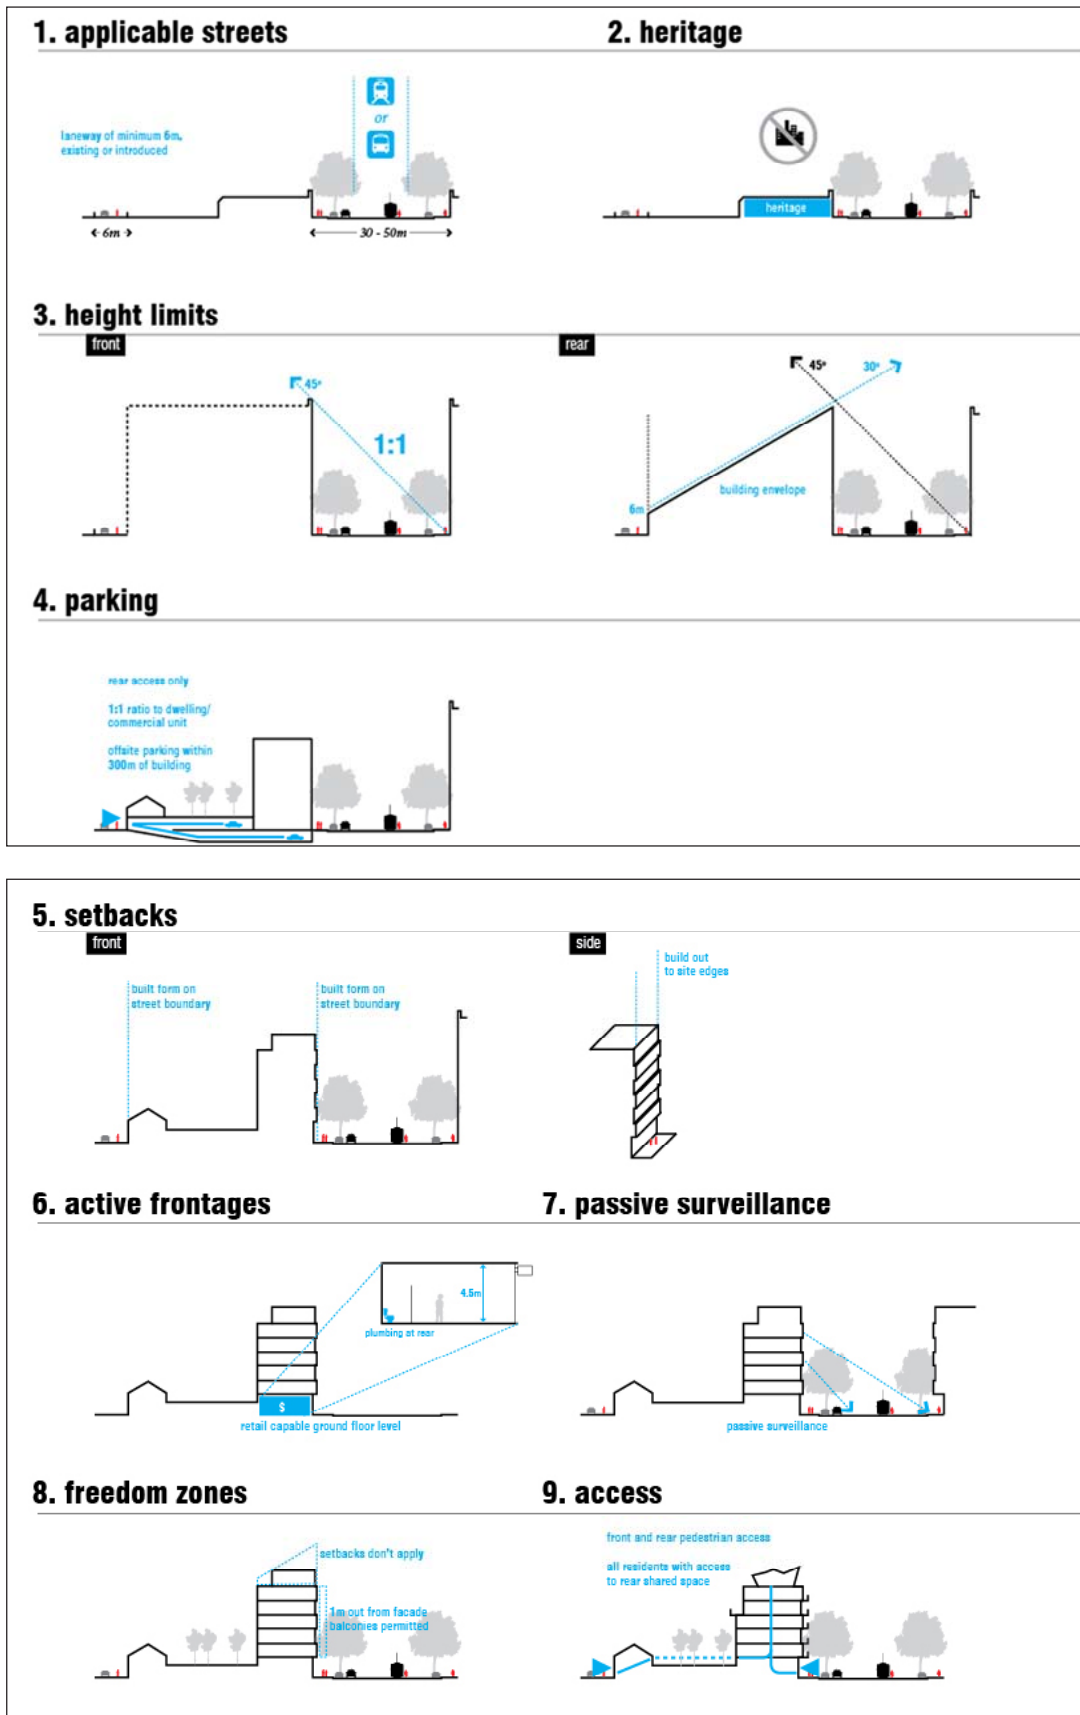 1. applicable streets
2. heritage
or
laneway of minimum 6m,
existing or introduced
heritage
6m
30 - 50m
3. height limits
front
rear
45º
45º
30º
1:1
building envelope
6m
4. parking
rear access only
1:1 ratio to dwelling/
commercial unit
offsite parking within
300m of building
5. setbacks
front
side
build out
to site edges
built form on
street boundary
built form on
street boundary
6. active frontages
7. passive surveillance
4.5m
plumbing at rear
$
retail capable ground floor level
passive surveillance
8. freedom zones
9. access
front and rear pedestrian access
setbacks don't apply
all residents with access
to rear shared space
1m out from facade
balconies permitted